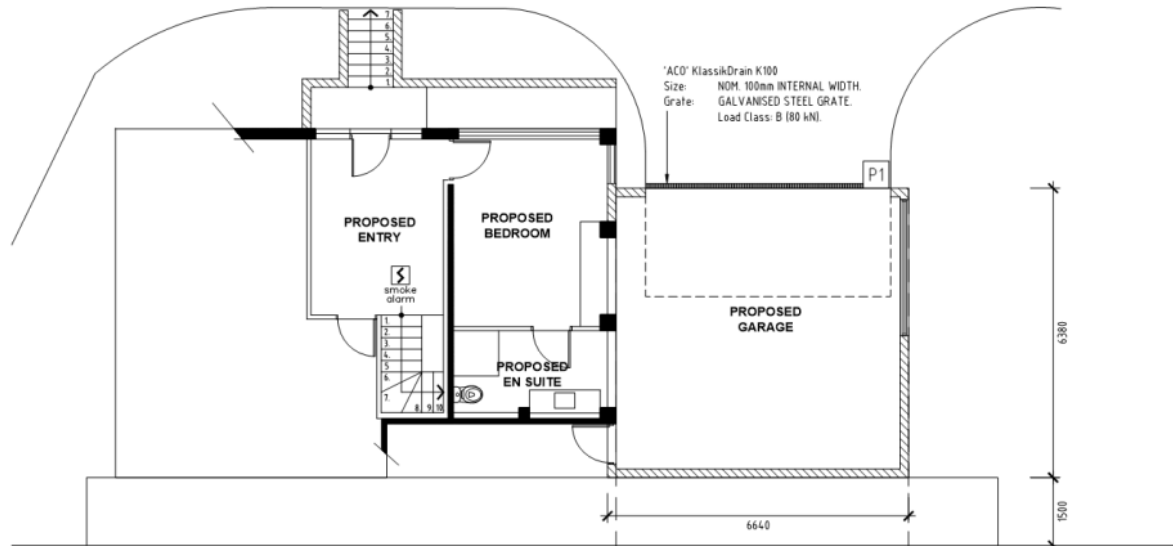 7.
6.
5.
4.
3.
2.
1.
'ACO' KlassikDrain K100
Size: NOM. 100mm INTERNAL WIDTH.
Grate: GALVANISED STEEL GRATE.
Load Class: B (80 kN).
P1
PROPOSED
ENTRY
PROPOSED
BEDROOM
smoke
alarm
PROPOSED
GARAGE
1.
2.
3.
4.
5
6.
7.
8.
9.
10.
PROPOSED
EN SUITE
6380
6640
1500